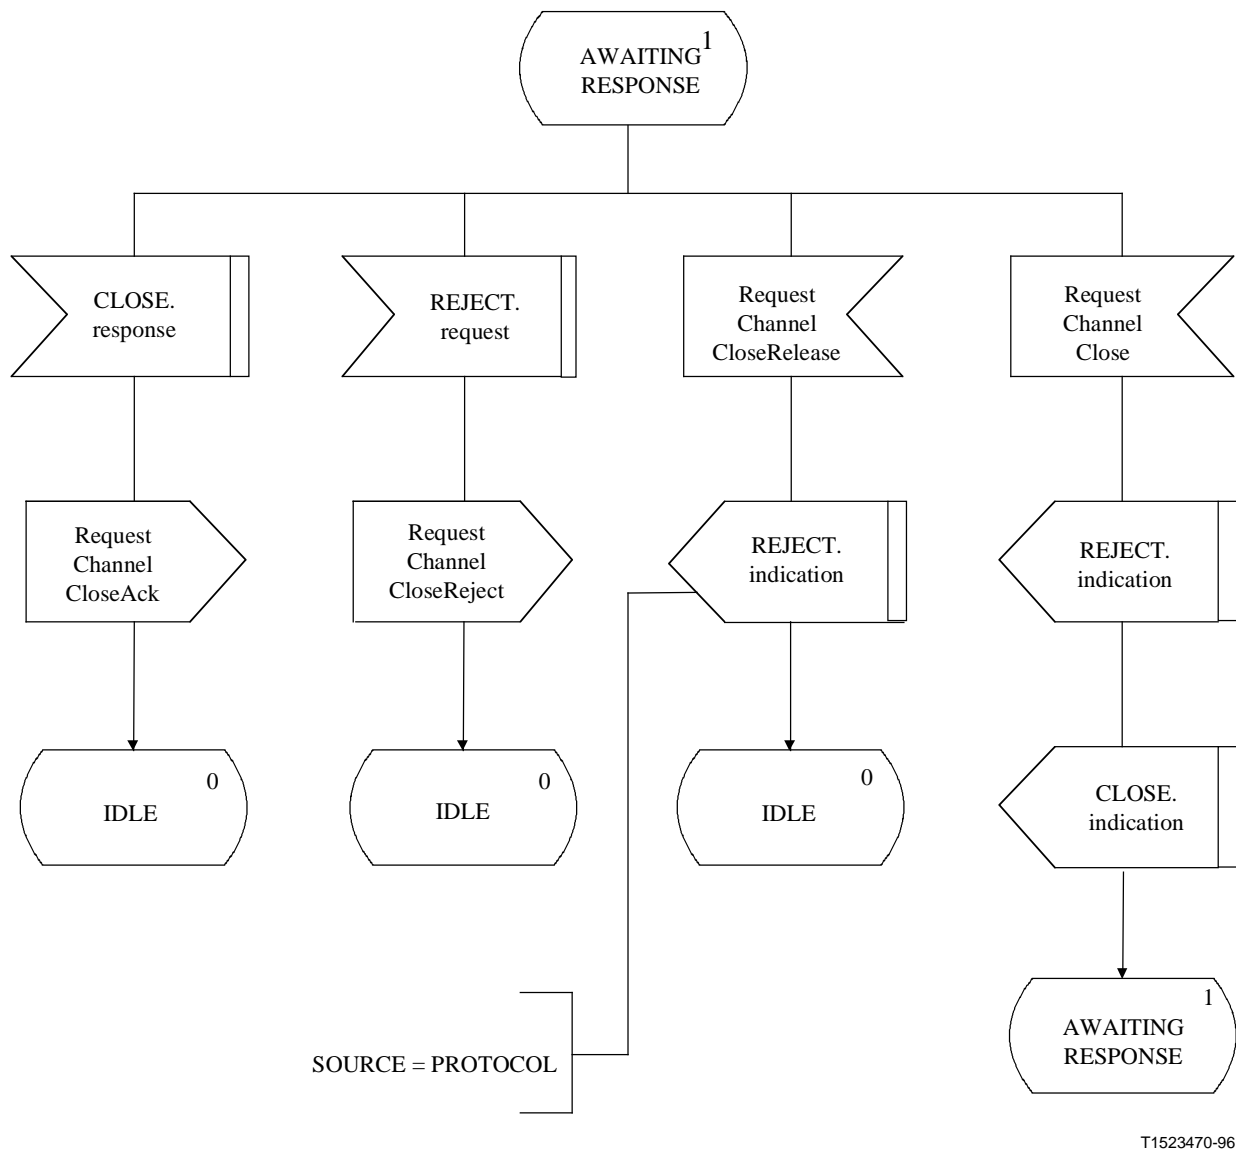 1
AWAITING
RESPONSE
CLOSE.
response
REJECT.
request
Request
Channel
CloseRelease
Request
Channel
Close
Request
Channel
CloseAck
Request
Channel
CloseReject
REJECT.
indication
REJECT.
indication
0
IDLE
0
IDLE
0
IDLE
CLOSE.
indication
1
AWAITING
RESPONSE
SOURCE = PROTOCOL
T1523470-96